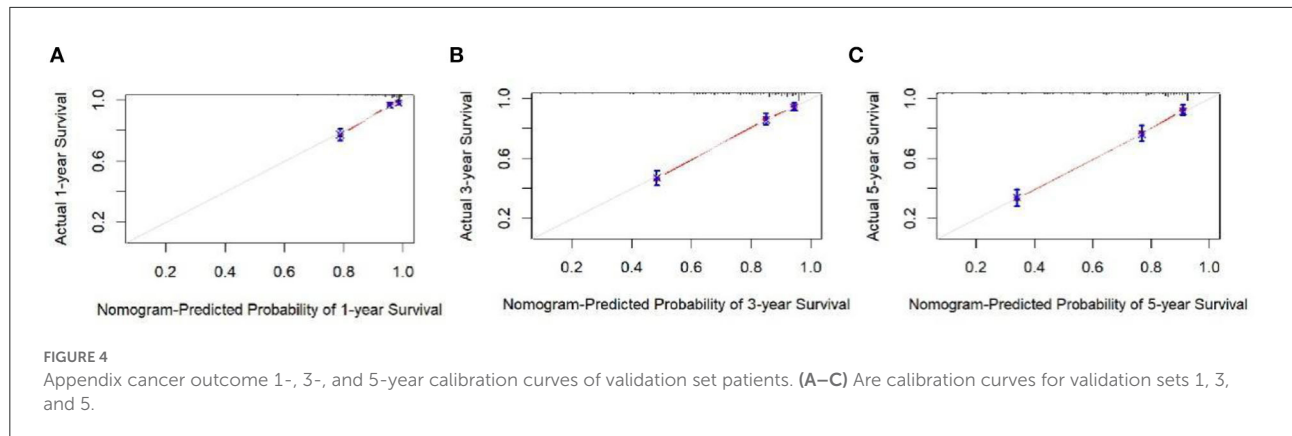 A
Actual 1-year Survival
1.0
0.6
0.2
0.2 0.4 0.6 0.8 1.0
Nomogram-Predicted Probability of 1-year Survival
B
Actual 3-year Survival
1.0
0.6
0.2
0.2 0.4 0.6 0.8 1.0
Nomogram-Predicted Probability of 3-year Survival
C
Actual 5-year Survival
1.0
0.6
0.2
0.2 0.4 0.6 0.8 1.0
Nomogram-Predicted Probability of 5-year Survival
FIGURE 4
Appendix cancer outcome 1-, 3-, and 5-year calibration curves of validation set patients. (A–C) Are calibration curves for validation sets 1, 3,
and 5.